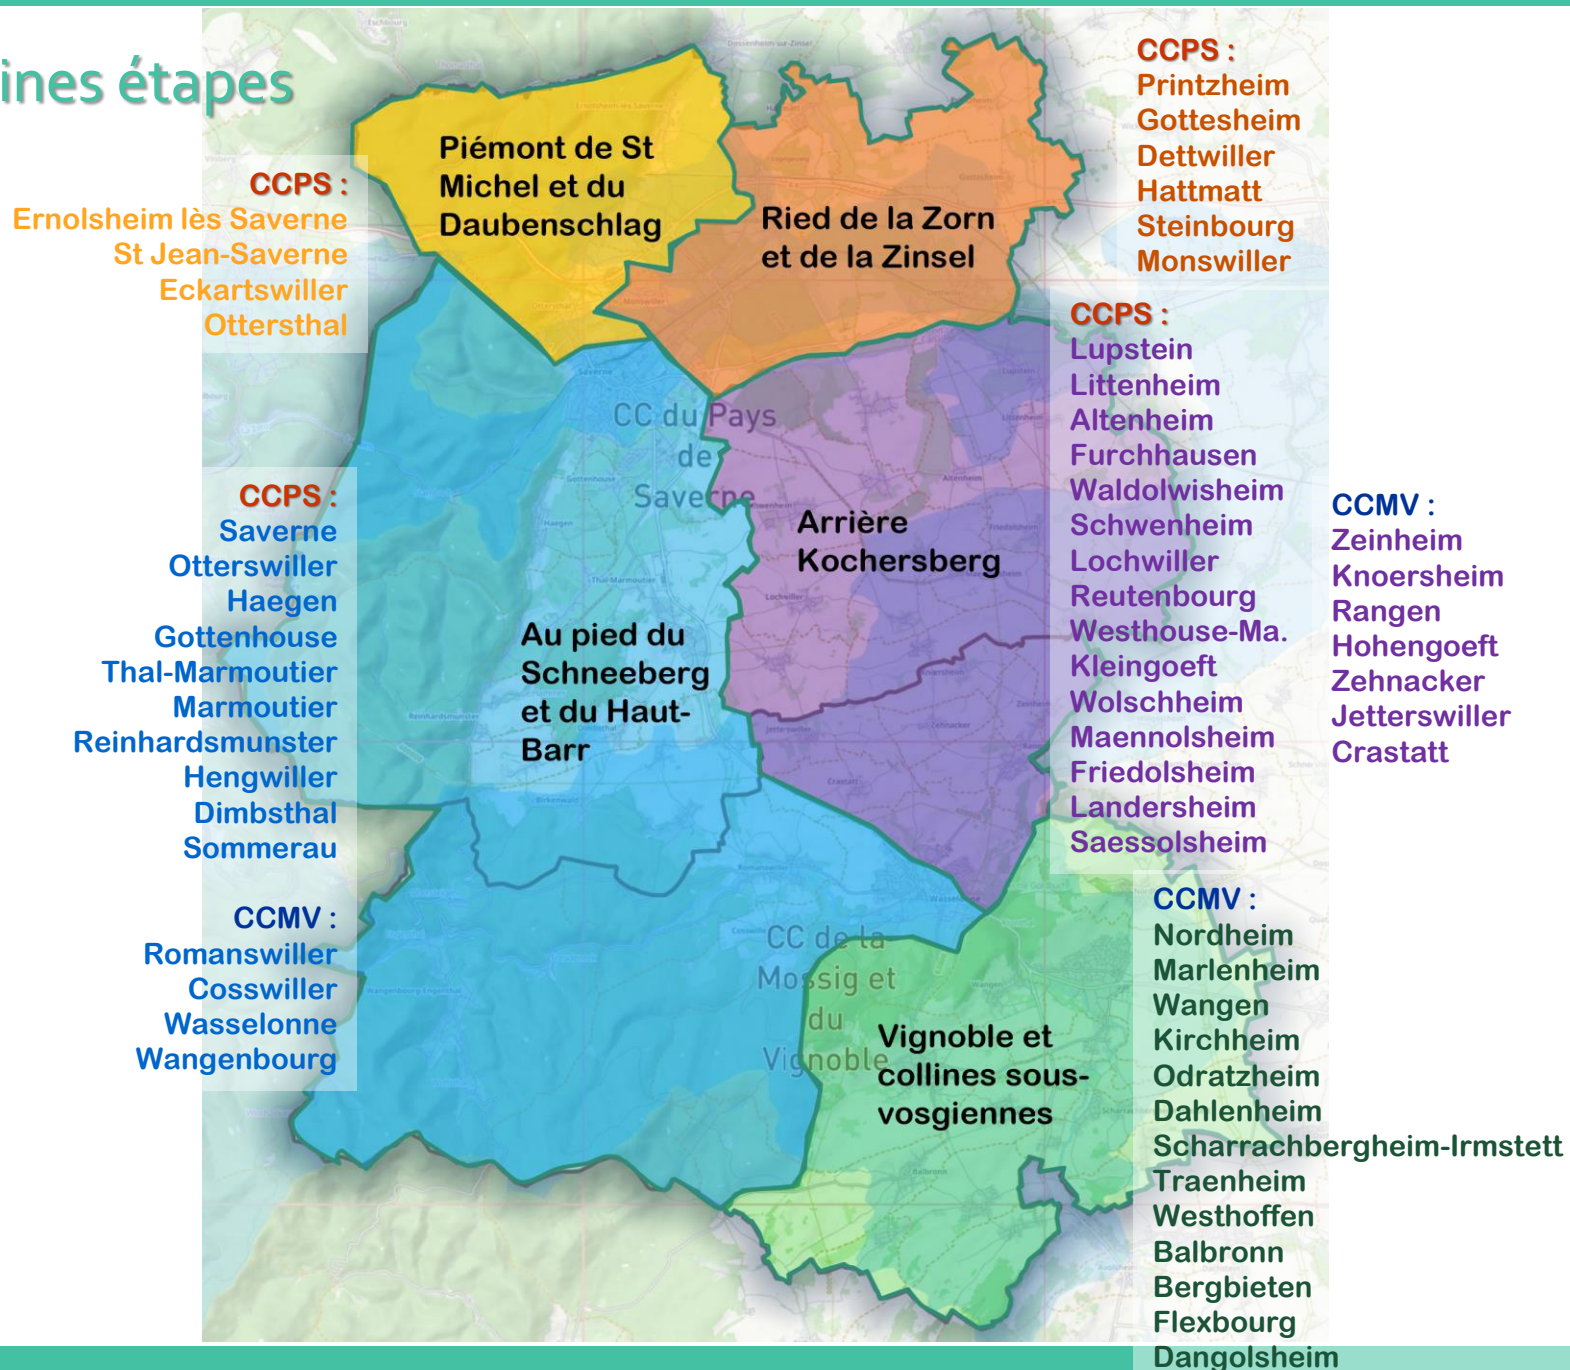 ines étapes
CCPS :
Ernolsheim lès Saverne
St Jean-Saverne
Eckartswiller
Ottersthal
Piémont de St
Michel et du
Daubenschlag
Ried de la Zorn
et de la Zinsel
CCPS :
Printzheim
Gottesheim
Dettwiller
Hattmatt
Steinbourg
Monswiller
CCPS :
Lupstein
Littenheim
Altenheim
Furchhausen
Waldolwisheim
Schwenheim
Lochwiller
Reutenbourg
Westhouse-Ma.
Kleingoeft
Wolschheim
Maennolsheim
Friedolsheim
Landersheim
Saessolsheim
CCMV :
Zeinheim
Knoersheim
Rangen
Hohengoeft
Zehnacker
Jetterswiller
Crastatt
CC du Pays
de
Saverne
Arrière
Kochersberg
CCPS :
Saverne
Otterswiller
Haegen
Gottenhouse
Thal-Marmoutier
Marmoutier
Reinhardsmunster
Hengwiller
Dimbsthal
Sommerau
Au pied du
Schneeberg
et du Haut-
Barr
CCMV :
Romanswiller
Cosswiller
Wasselonne
Wangenbourg
CC de la
Mossig et
du
Vignoble
Vignoble et
collines sous-
vosgiennes
CCMV :
Nordheim
Marlenheim
Wangen
Kirchheim
Odratzheim
Dahlenheim
Scharrachbergheim-Irmstett
Traenheim
Westhoffen
Balbronn
Bergbieten
Flexbourg
Dangolsheim